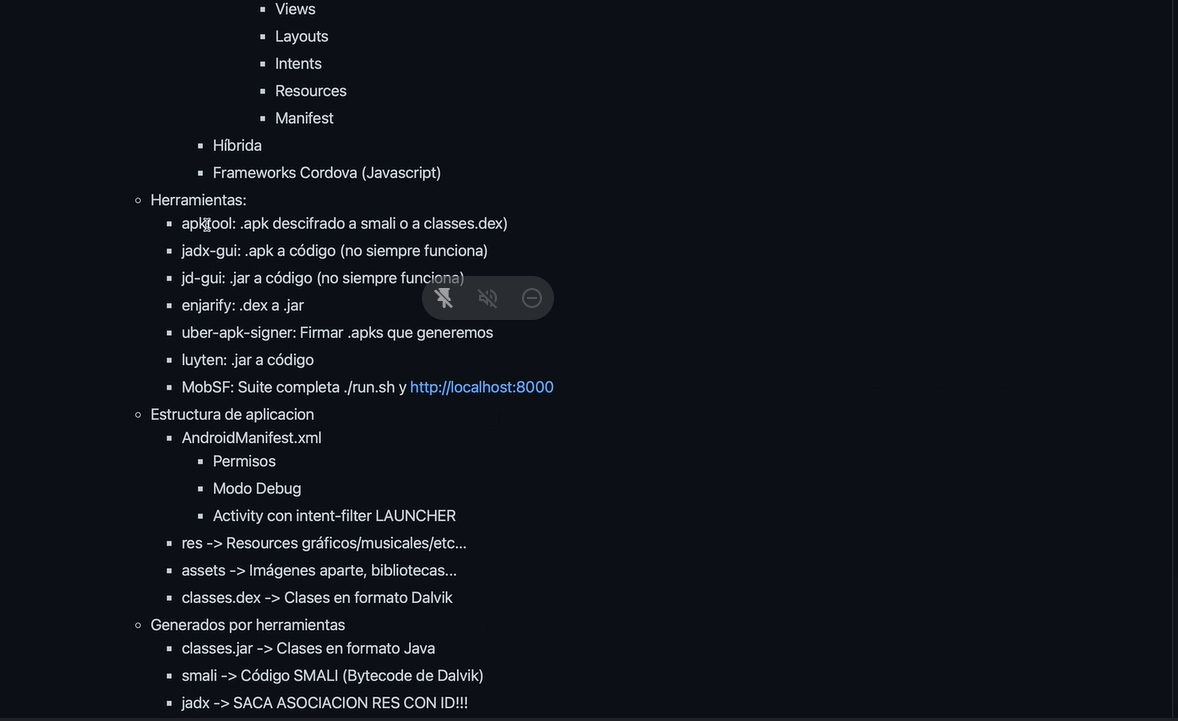 Views
Layouts
Intents
Resources
Manifest
Híbrida
Frameworks Cordova (Javascript)
Herramientas:
apktool: .apk descifrado a smali o a classes.dex)
jadx-gui: .apk a código (no siempre funciona)
jd-gui: .jar a código (no siempre funciona)
enjarify: .dex a .jar
uber-apk-signer: Firmar .apks que generemos
luyten: .jar a código
MobSF: Suite completa ./run.sh y http://localhost:8000
Estructura de aplicacion
AndroidManifest.xml
Permisos
Modo Debug
Activity con intent-filter LAUNCHER
res -> Resources gráficos/musicales/etc...
assets -> Imágenes aparte, bibliotecas...
classes.dex -> Clases en formato Dalvik
Generados por herramientas
classes.jar -> Clases en formato Java
smali -> Código SMALI (Bytecode de Dalvik)
jadx -> SACA ASOCIACION RES CON ID!!!